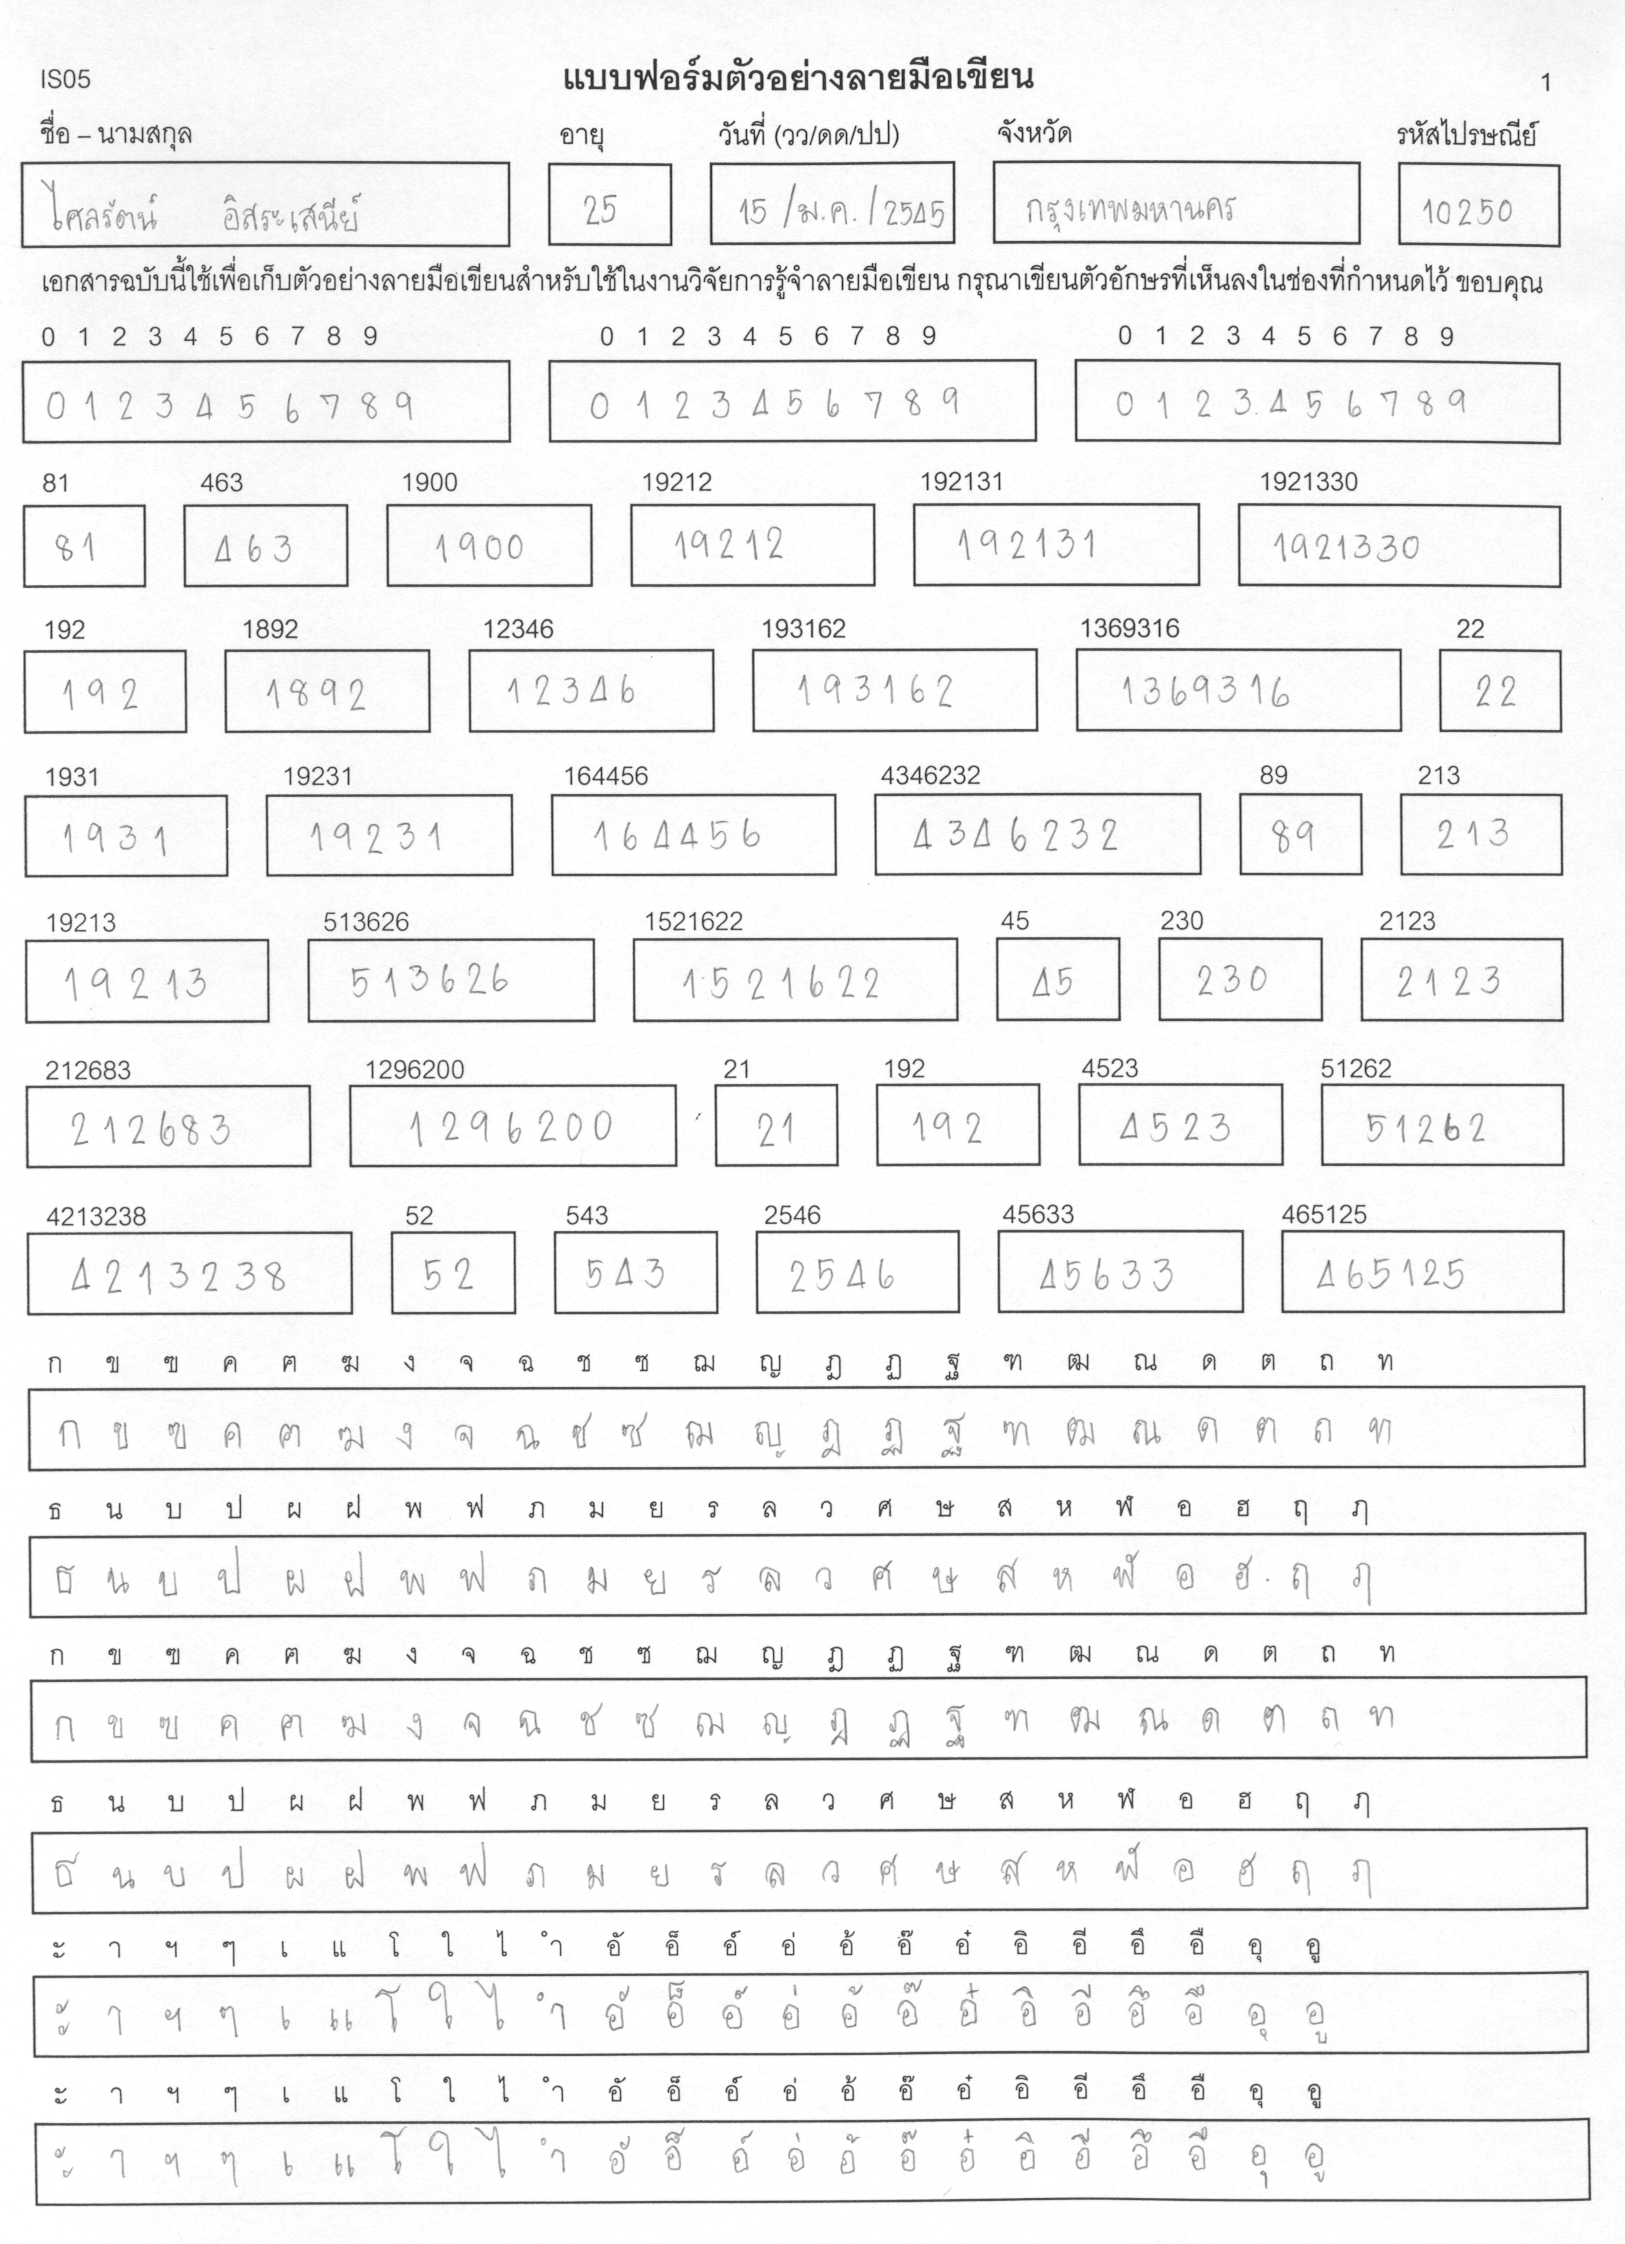 IS05 แบบฟอร์มตัวอย่างลายมือเขียน 1
ชื่อ – นามสกุล อายุ วันที่ (วว/ดด/ปป) จังหวัด รหัสไปรษณีย์
ไศลรัตน์ อิสระเสนีย์ 25 15 /ม.ค. /2545 กรุงเทพมหานคร 10250
เอกสารฉบับนี้ใช้เพื่อเก็บตัวอย่างลายมือเขียนสำหรับใช้ในงานวิจัยการรู้จำลายมือเขียน กรุณาเขียนตัวอักษรที่เห็นลงในช่องที่กำหนดไว้ ขอบคุณ
0 1 2 3 4 5 6 7 8 9 0 1 2 3 4 5 6 7 8 9 0 1 2 3 4 5 6 7 8 9
0 1 2 3 4 5 6 7 8 9 0 1 2 3 4 5 6 7 8 9 0 1 2 3 4 5 6 7 8 9
81 463 1900 19212 192131 1921330
81 463 1900 19212 192131 1921330
192 1892 12346 193162 1369316 22
192 1892 12346 193162 1369316 22
1931 19231 164456 4346232 89 213
1931 19231 164456 4346232 89 213
19213 513626 1521622 45 230 2123
19213 513626 1521622 45 230 2123
212683 1296200 21 192 4523 51262
212683 1296200 21 192 4523 51262
4213238 52 543 2546 45633 465125
4213238 52 543 2546 45633 465125
ก ข ฃ ค ฅ ฆ ง จ ฉ ช ซ ฌ ญ ฎ ฏ ฐ ฑ ฒ ณ ด ต ถ ท
ก ข ฃ ค ฅ ฆ ง จ ฉ ช ซ ฌ ญ ฎ ฏ ฐ ฑ ฒ ณ ด ต ถ ท
ธ น บ ป ผ ฝ พ ฟ ภ ม ย ร ล ว ศ ษ ส ห ฬ อ ฮ ฤ ฦ
ธ น บ ป ผ ฝ พ ฟ ภ ม ย ร ล ว ศ ษ ส ห ฬ อ ฮ ฤ ฦ
ก ข ฃ ค ฅ ฆ ง จ ฉ ช ซ ฌ ญ ฎ ฏ ฐ ฑ ฒ ณ ด ต ถ ท
ก ข ฃ ค ฅ ฆ ง จ ฉ ช ซ ฌ ญ ฎ ฏ ฐ ฑ ฒ ณ ด ต ถ ท
ธ น บ ป ผ ฝ พ ฟ ภ ม ย ร ล ว ศ ษ ส ห ฬ อ ฮ ฤ ฦ
ธ น บ ป ผ ฝ พ ฟ ภ ม ย ร ล ว ศ ษ ส ห ฬ อ ฮ ฤ ฦ
ะ า ฯ ๆ เ แ โ ใ ไ ำ อั อ็ อ์ อ่ อ้ อ๊ อ๋ อิ อี อึ อื อุ อู
ะ า ฯ ๆ เ แ โ ใ ไ ำ อั อ็ อ์ อ่ อ้ อ๊ อ๋ อิ อี อึ อื อุ อู
ะ า ฯ ๆ เ แ โ ใ ไ ำ อั อ็ อ์ อ่ อ้ อ๊ อ๋ อิ อี อึ อื อุ อู
ะ า ฯ ๆ เ แ โ ใ ไ ำ อั อ็ อ์ อ่ อ้ อ๊ อ๋ อิ อี อึ อื อุ อู